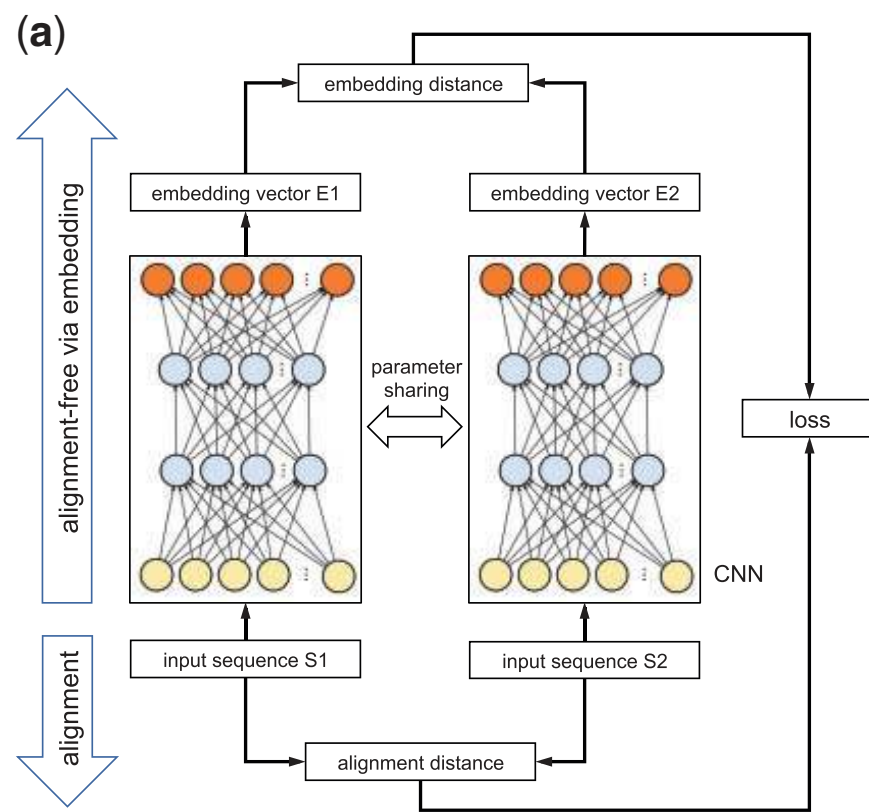 (a)
embedding distance
embedding vector E1
embedding vector E2
alignment-free via embedding
parameter
sharing
loss
CNN
input sequence S1
input sequence S2
alignment
alignment distance